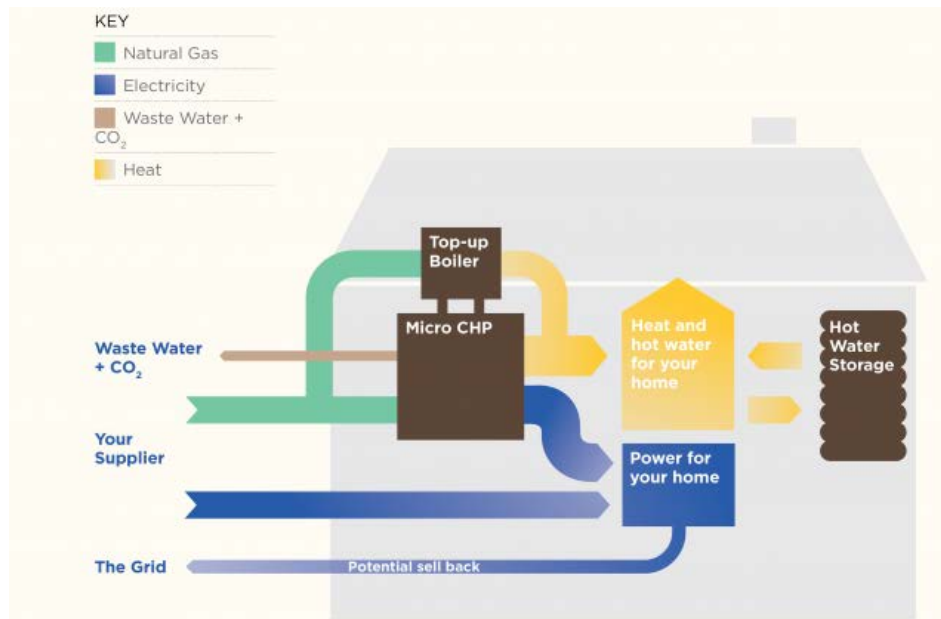 KEY
Natural Gas
Electricity
Waste Water +
CO₂
Heat
Top-up
Boiler
Micro CHP
Waste Water
+ CO₂
Heat and
hot water
for your
home
Hot
Water
Storage
Your
Supplier
Power for
your home
The Grid
Potential sell back